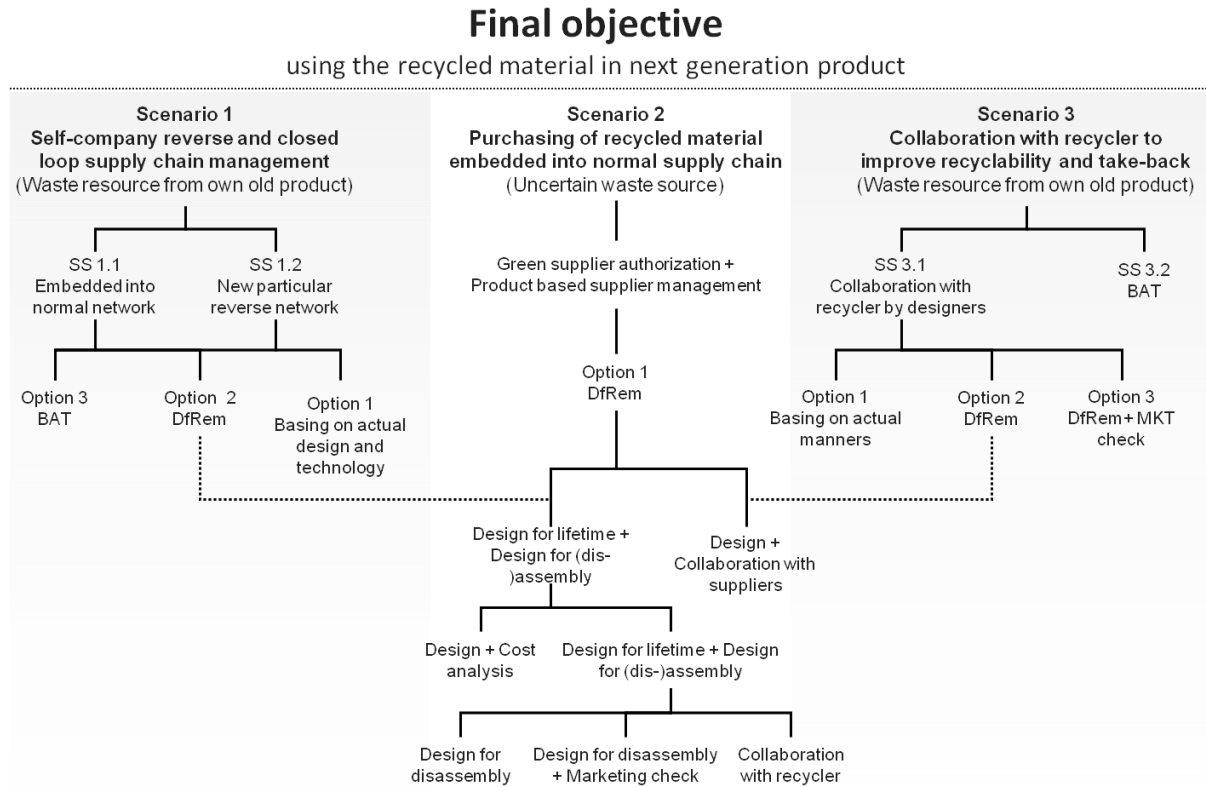 Final objective
using the recycled material in next generation product
Scenario 1
Self-company reverse and closed
loop supply chain management
(Waste resource from own old product)
Scenario 2
Purchasing of recycled material
embedded into normal supply chain
(Uncertain waste source)
Scenario 3
Collaboration with recycler to
improve recyclability and take-back
(Waste resource from own old product)
SS 1.1
Embedded into
normal network
SS 1.2
New particular
reverse network
Green supplier authorization +
Product based supplier management
SS 3.1
Collaboration with
recycler by designers
SS 3.2
BAT
Option 3
BAT
Option 2
DfRem
Option 1
Basing on actual
design and
technology
Option 1
DfRem
Option 1
Basing on actual
manners
Option 2
DfRem
Option 3
DfRem+ MKT
check
Design for lifetime +
Design for (dis-
)assembly
Design +
Collaboration with
suppliers
Design + Cost
analysis
Design for lifetime + Design
for (dis-)assembly
Design for
disassembly
Design for disassembly
+ Marketing check
Collaboration
with recycler